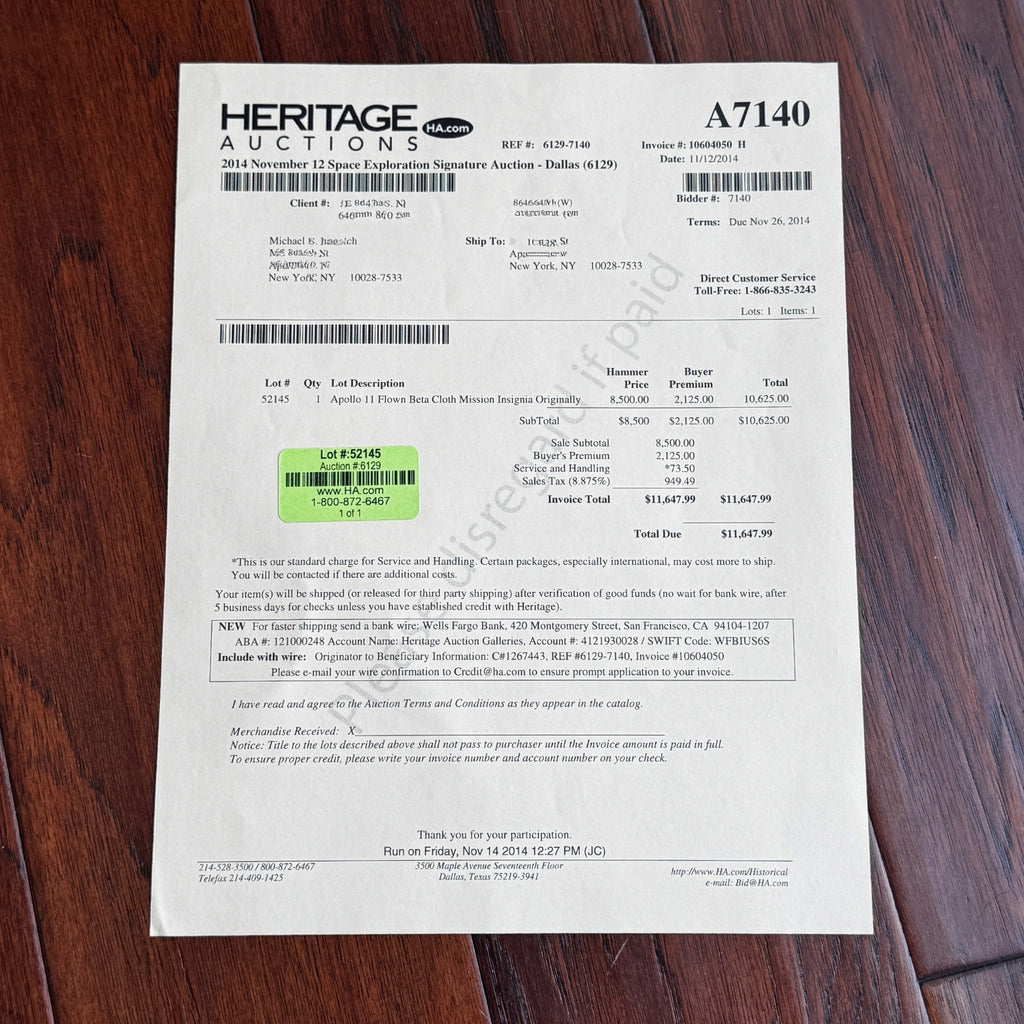 HERITAGE HA.com
AUCTIONS
A7140
REF #: 6129-7140
Invoice #: 10604050 H
2014 November 12 Space Exploration Signature Auction - Dallas (6129)
Date: 11/12/2014
Client #:
Bidder #: 7140
Terms: Due Nov 26, 2014
Michael
Ship To:
New York, NY 10028-7533
New York, NY 10028-7533
Direct Customer Service
Toll-Free: 1-866-835-3243
Lots: 1 Items: 1
Please disregard if paid
Lot # Qty Lot Description Hammer Price Buyer Premium Total
52145 1 Apollo 11 Flown Beta Cloth Mission Insignia Originally 8,500.00 2,125.00 10,625.00
SubTotal $8,500 $2,125.00 $10,625.00
Sale Subtotal 8,500.00
Buyer's Premium 2,125.00
Service and Handling *73.50
Sales Tax (8.875%) 949.49
Invoice Total $11,647.99 $11,647.99
Total Due $11,647.99
Lot #:52145
Auction #:6129
www.HA.com
1-800-872-6467
1 of 1
*This is our standard charge for Service and Handling. Certain packages, especially international, may cost more to ship.
You will be contacted if there are additional costs.
Your item(s) will be shipped (or released for third party shipping) after verification of good funds (no wait for bank wire, after
5 business days for checks unless you have established credit with Heritage).
NEW For faster shipping send a bank wire: Wells Fargo Bank, 420 Montgomery Street, San Francisco, CA 94104-1207
ABA #: 121000248 Account Name: Heritage Auction Galleries, Account #: 4121930028 / SWIFT Code: WFBIUS6S
Include with wire: Originator to Beneficiary Information: C#1267443, REF #6129-7140, Invoice #10604050
Please e-mail your wire confirmation to Credit@ha.com to ensure prompt application to your invoice.
I have read and agree to the Auction Terms and Conditions as they appear in the catalog.
Merchandise Received: X
Notice: Title to the lots described above shall not pass to purchaser until the Invoice amount is paid in full.
To ensure proper credit, please write your invoice number and account number on your check.
Thank you for your participation.
Run on Friday, Nov 14 2014 12:27 PM (JC)
214-528-3500 / 800-872-6467
Telefax 214-409-1425
3500 Maple Avenue Seventeenth Floor
Dallas, Texas 75219-3941
http://www.HA.com/Historical
e-mail: Bid@HA.com